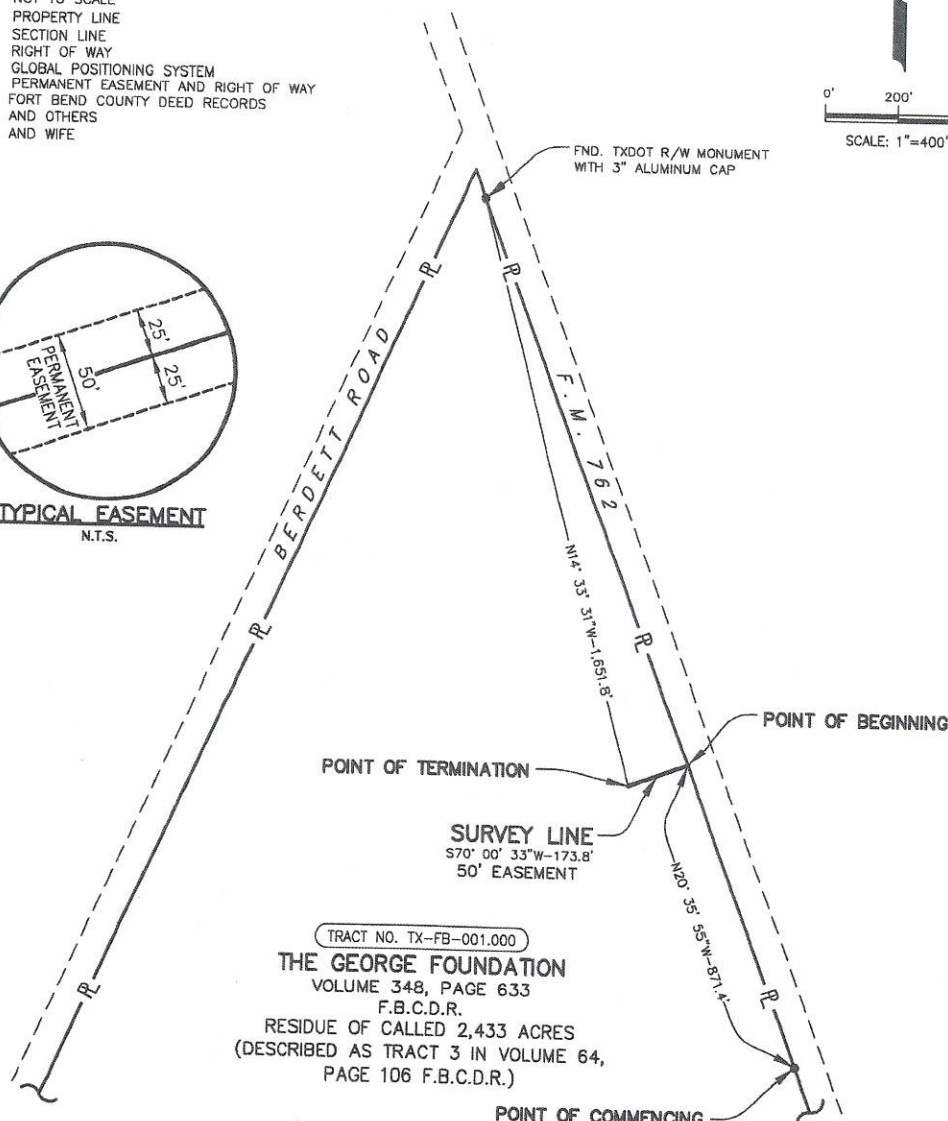 PROPERTY LINE
SECTION LINE
RIGHT OF WAY
GLOBAL POSITIONING SYSTEM
PERMANENT EASEMENT AND RIGHT OF WAY
FORT BEND COUNTY DEED RECORDS
AND OTHERS
AND WIFE
0' 200'
SCALE: 1"=400'
FND. TXDOT R/W MONUMENT
WITH 3" ALUMINUM CAP
PL
PL
25'
25'
50'
PERMANENT
EASEMENT
TYPICAL EASEMENT
N.T.S.
BERDETT ROAD
F.M. 762
N14° 33' 31"W-1,651.8'
PL
PL
POINT OF BEGINNING
POINT OF TERMINATION
SURVEY LINE
S70° 00' 33"W-173.8'
50' EASEMENT
N20° 35' 55"W-871.4'
TRACT NO. TX-FB-001.000
THE GEORGE FOUNDATION
VOLUME 348, PAGE 633
F.B.C.D.R.
RESIDUE OF CALLED 2,433 ACRES
(DESCRIBED AS TRACT 3 IN VOLUME 64,
PAGE 106 F.B.C.D.R.)
PL
PL
POINT OF COMMENCING